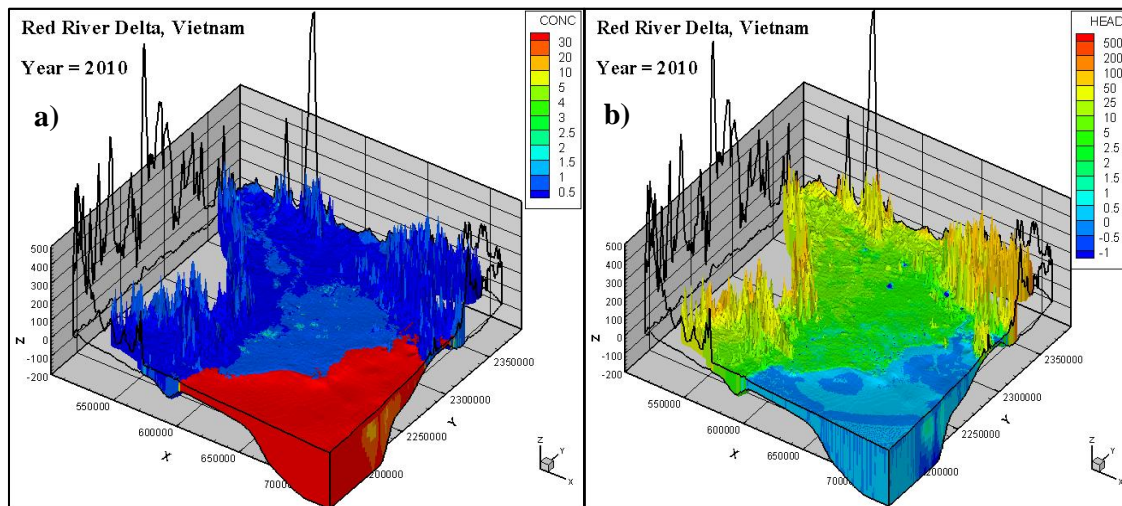 Red River Delta, Vietnam
Year = 2010
a)
CONC
30
20
10
5
4
3
2.5
2
1.5
1
0.5
500
400
300
200
100
0
-100
-200
Z
550000
600000
650000
X
2350000
2300000
2250000
Y
Z
Y
X
Red River Delta, Vietnam
Year = 2010
b)
HEAD
500
200
100
50
25
10
5
2.5
2
1.5
1
0.5
0
-0.5
-1
500
400
300
200
100
0
-100
-200
Z
550000
600000
650000
X
2350000
2300000
2250000
Y
Z
Y
X